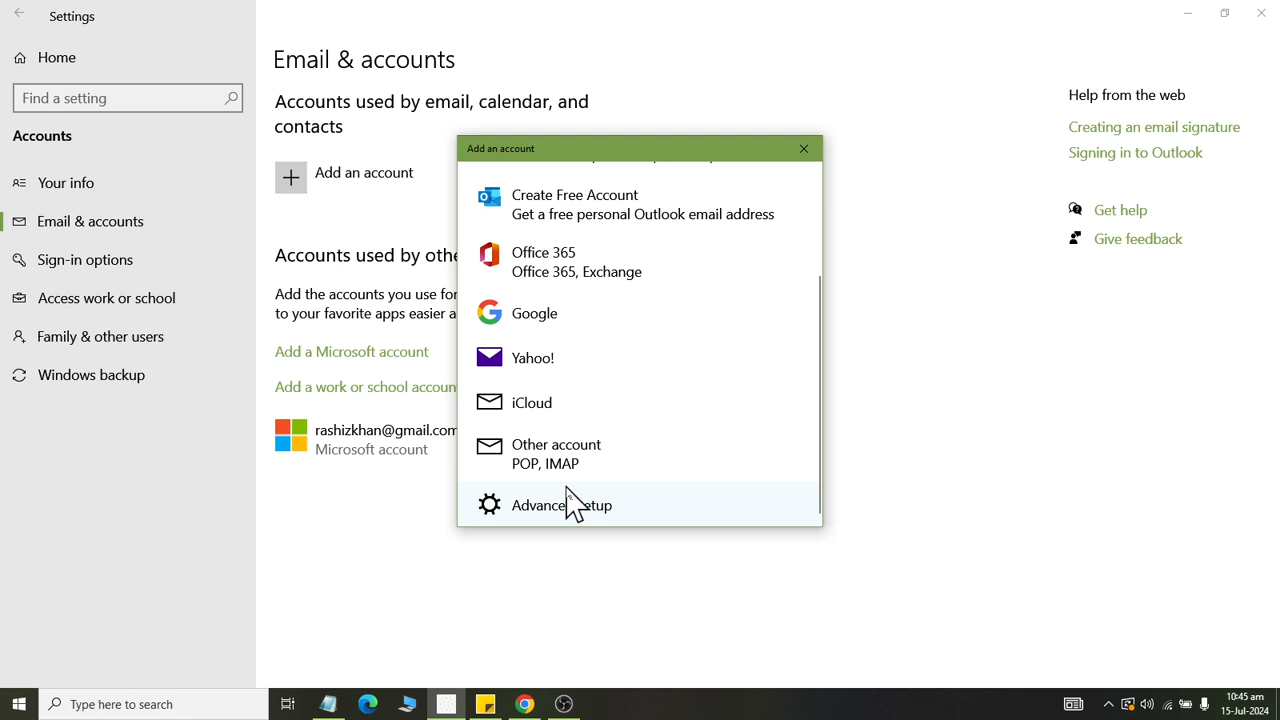 Settings
Home
Find a setting
Accounts
Your info
Email & accounts
Sign-in options
Access work or school
Family & other users
Windows backup
Email & accounts
Accounts used by email, calendar, and
contacts
Add an account
Accounts used by othe
Add the accounts you use for
to your favorite apps easier a
Add a Microsoft account
Add a work or school accoun
rashizkhan@gmail.com
Microsoft account
Add an account
Create Free Account
Get a free personal Outlook email address
Office 365
Office 365, Exchange
Google
Yahoo!
iCloud
Other account
POP, IMAP
Advance etup
Help from the web
Creating an email signature
Signing in to Outlook
Get help
Give feedback
Type here to search
10:45 am
15-Jul-2024